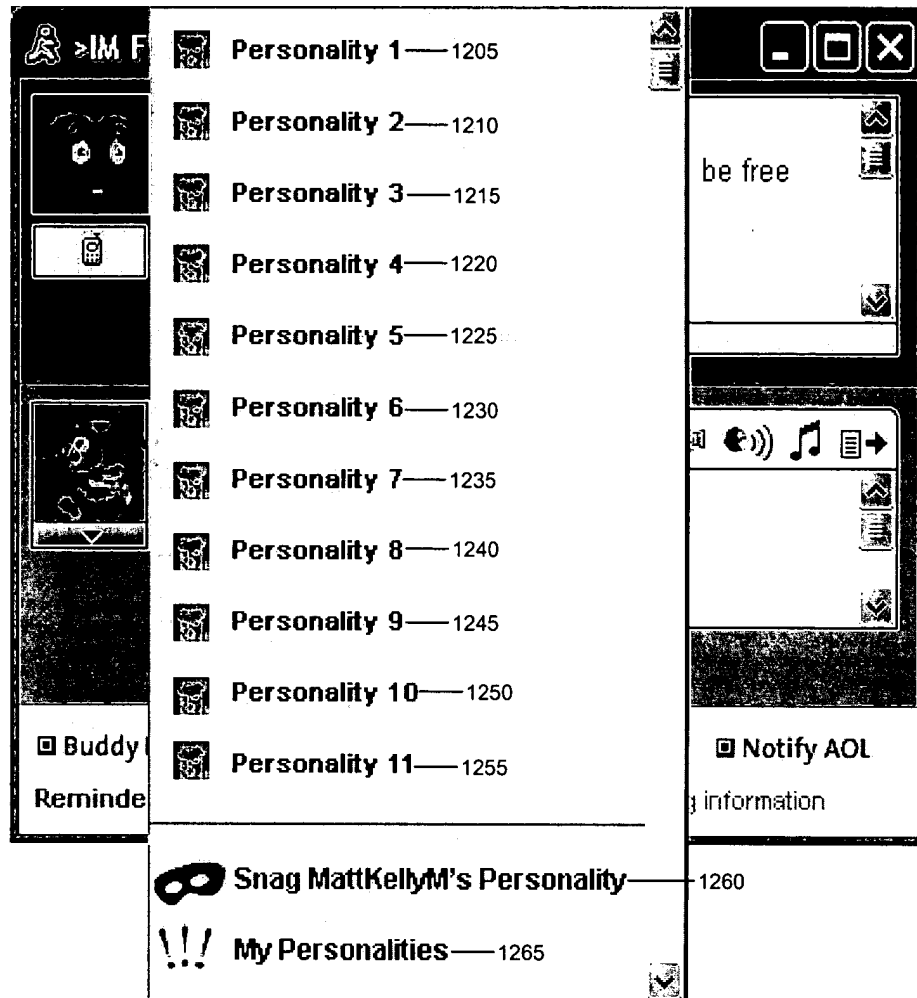 >IM F
Personality 1 1205
Personality 2 1210
be free
Personality 3 1215
Personality 4 1220
Personality 5 1225
Personality 6 1230
Personality 7 1235
Personality 8 1240
Personality 9 1245
Personality 10 1250
Buddy
Notify AOL
Personality 11 1255
Reminde
information
Snag MattKellyM's Personality 1260
My Personalities 1265